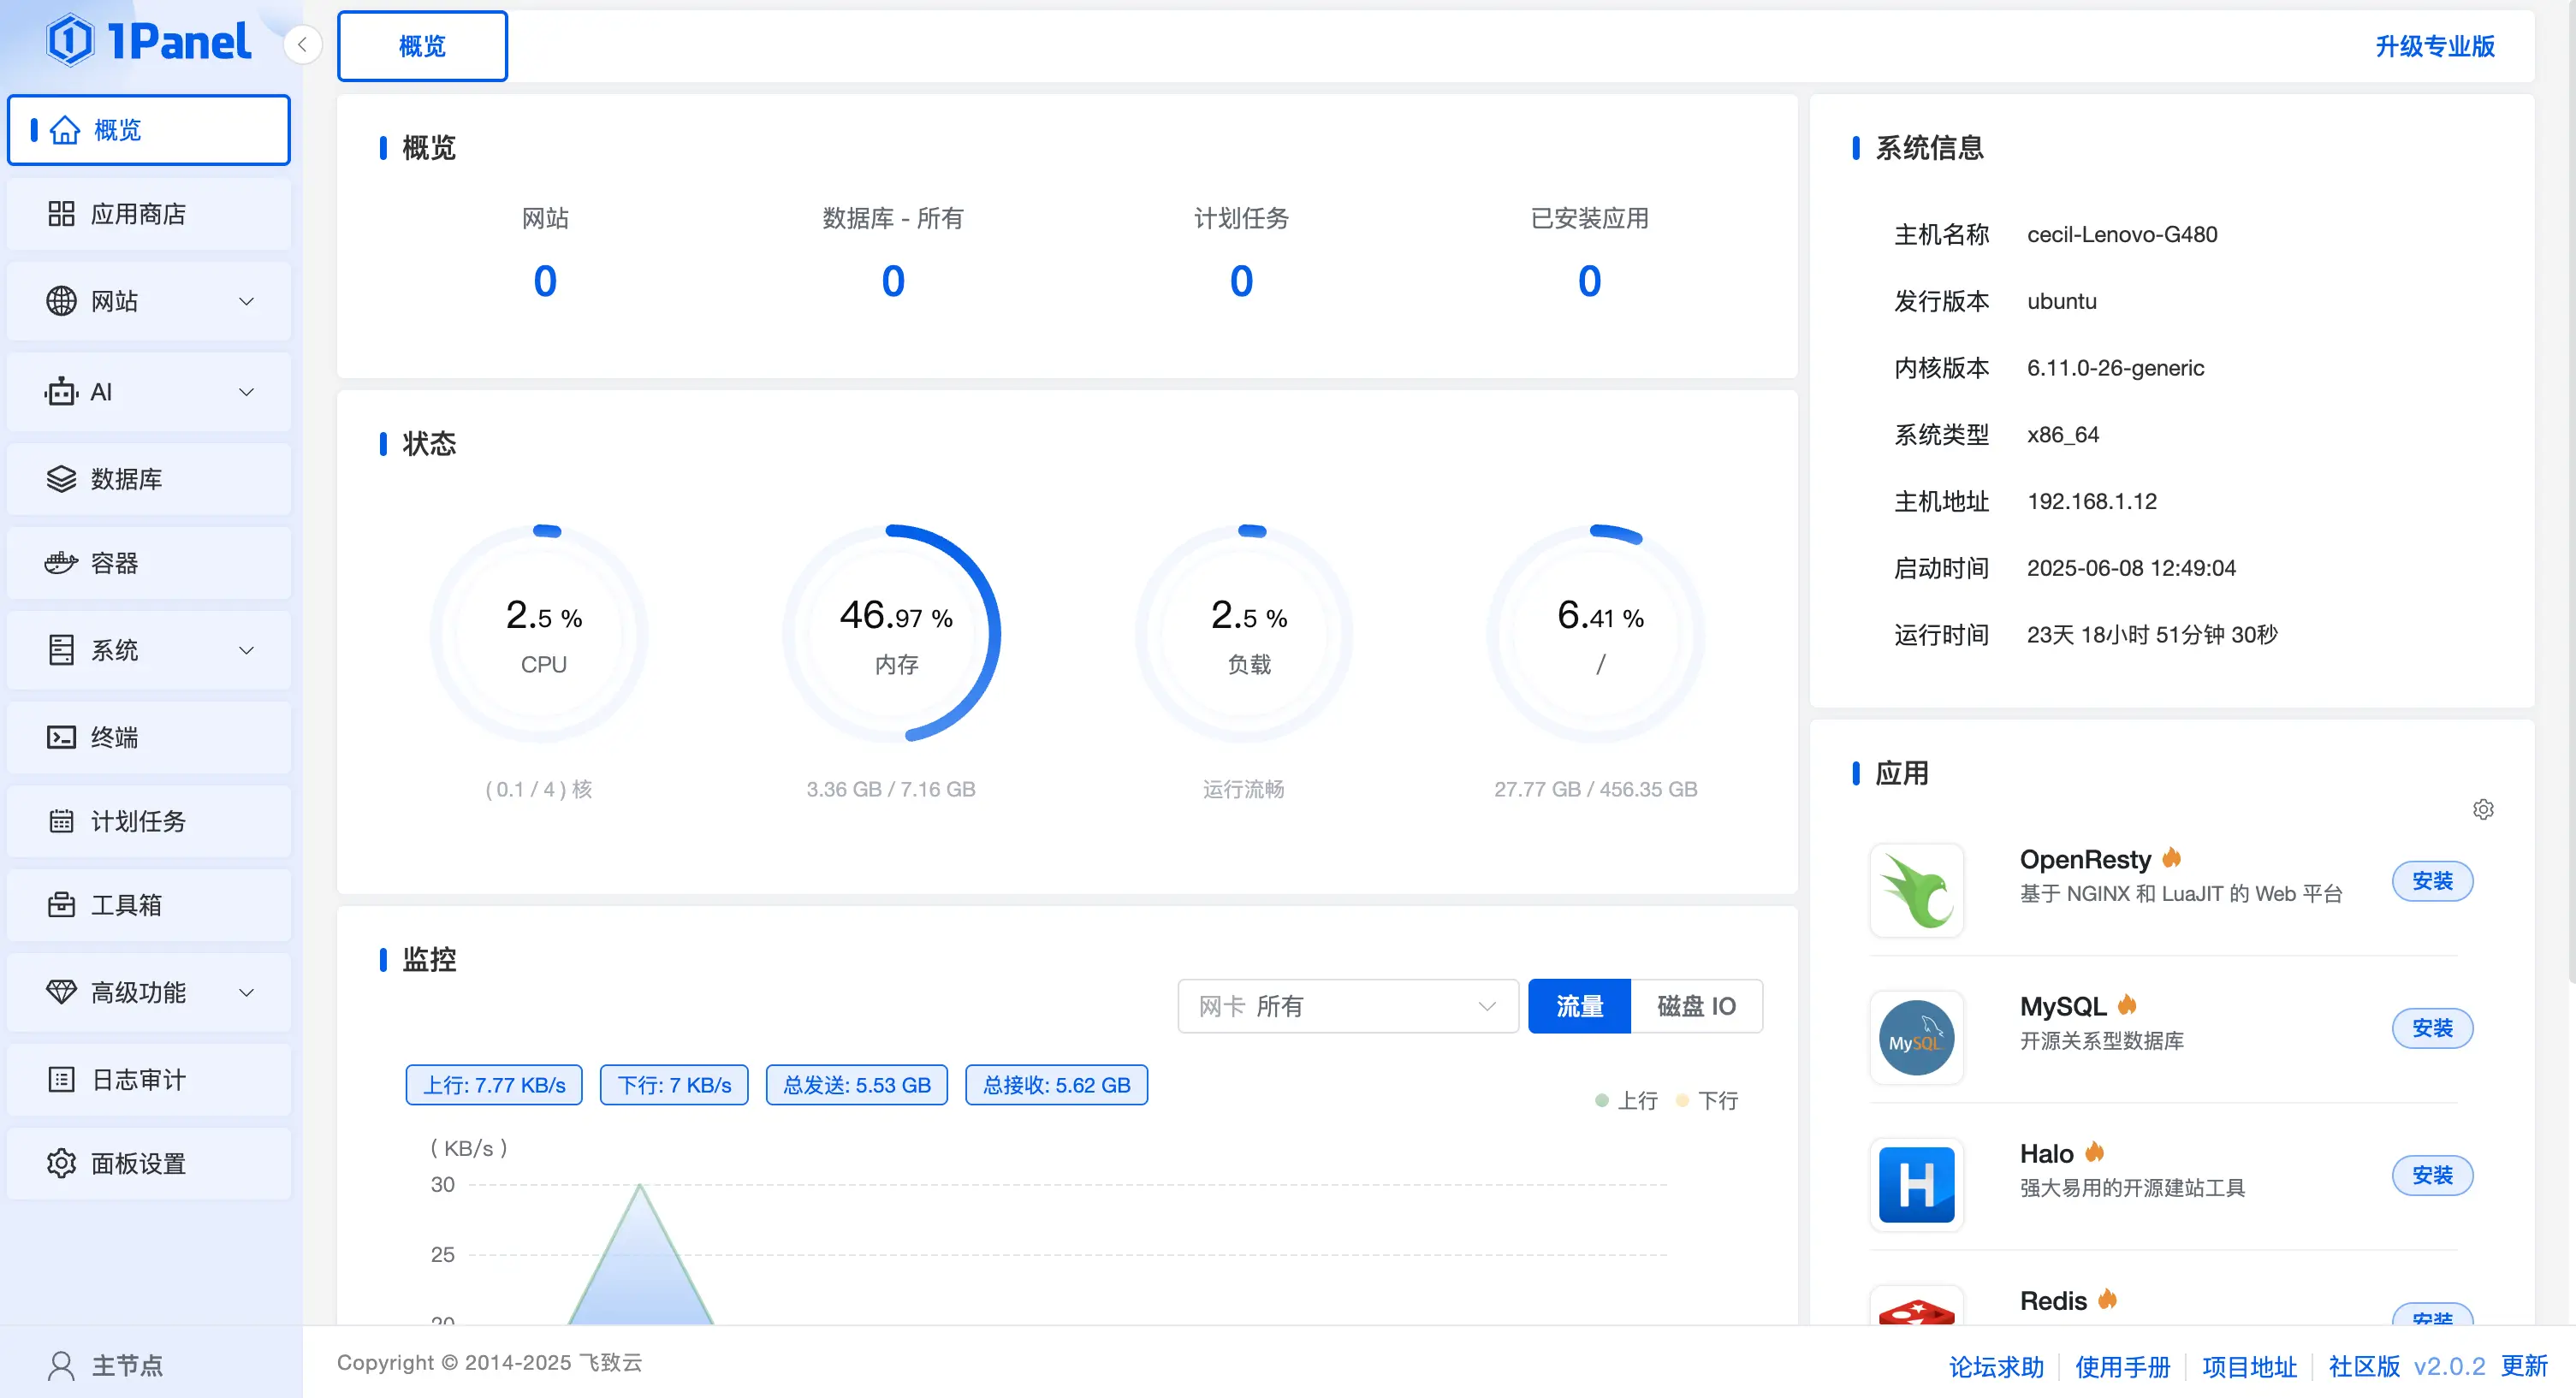 1Panel
概览
应用商店
网站
AI
数据库
容器
系统
终端
计划任务
工具箱
高级功能
日志审计
面板设置
主节点
概览
升级专业版
概览
网站
数据库 - 所有
计划任务
已安装应用
0
0
0
0
状态
2.5 %
CPU
( 0.1 / 4 ) 核
46.97 %
内存
3.36 GB / 7.16 GB
2.5 %
负载
运行流畅
6.41 %
/
27.77 GB / 456.35 GB
监控
网卡 所有
流量
磁盘 IO
上行: 7.77 KB/s
下行: 7 KB/s
总发送: 5.53 GB
总接收: 5.62 GB
上行
下行
( KB/s )
30
25
20
系统信息
主机名称 cecil-Lenovo-G480
发行版本 ubuntu
内核版本 6.11.0-26-generic
系统类型 x86_64
主机地址 192.168.1.12
启动时间 2025-06-08 12:49:04
运行时间 23天 18小时 51分钟 30秒
应用
OpenResty
基于 NGINX 和 LuaJIT 的 Web 平台
安装
MySQL
MySQL
开源关系型数据库
安装
H
Halo
强大易用的开源建站工具
安装
Redis
安装
Copyright © 2014-2025 飞致云
论坛求助
使用手册
项目地址
社区版 v2.0.2 更新